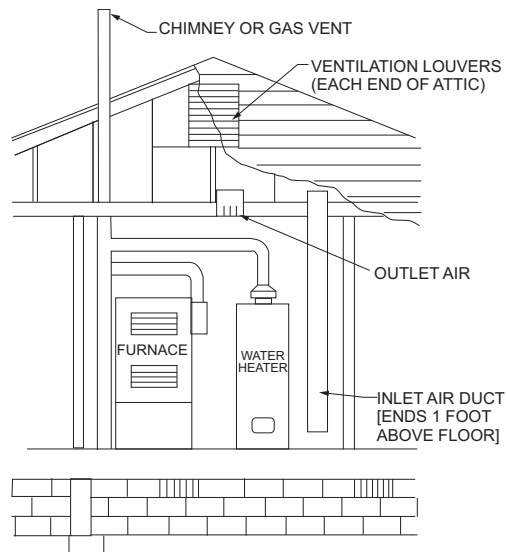 CHIMNEY OR GAS VENT
VENTILATION LOUVERS
(EACH END OF ATTIC)
OUTLET AIR
FURNACE
WATER
HEATER
INLET AIR DUCT
[ENDS 1 FOOT
ABOVE FLOOR]